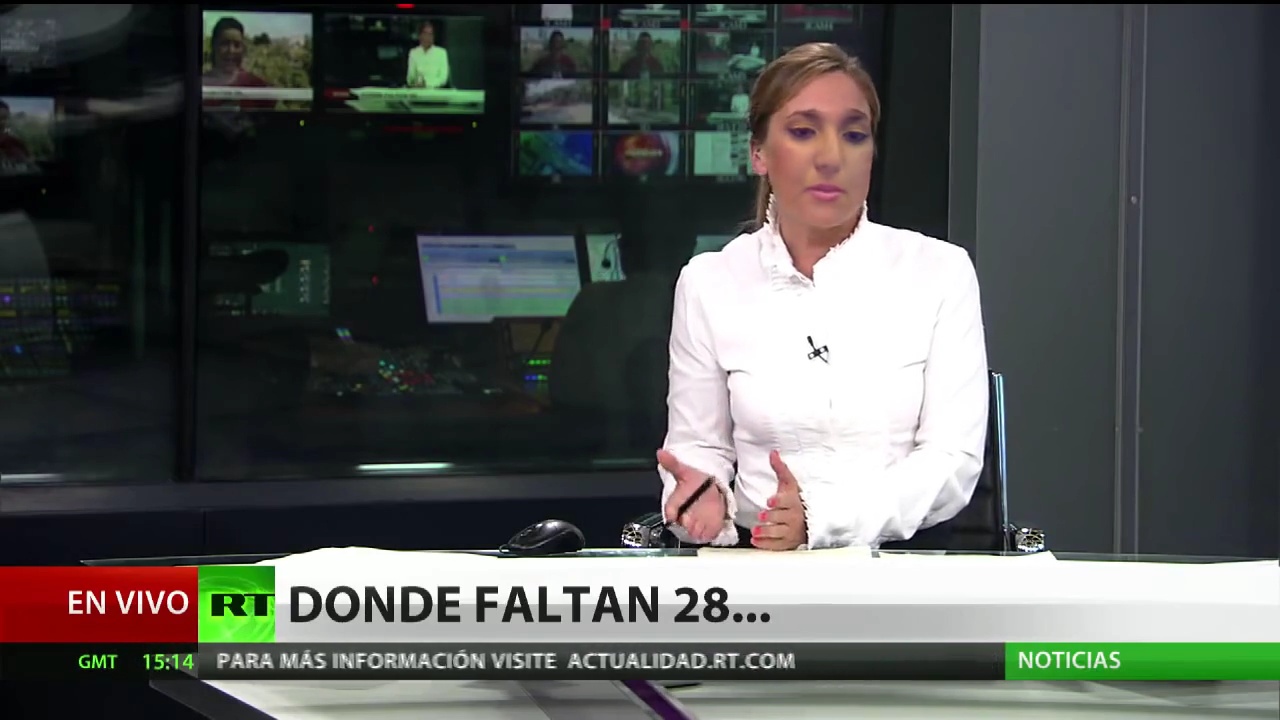 EN VIVO
RT
DONDE FALTAN 28...
GMT 15:14
PARA MÁS INFORMACIÓN VISITE ACTUALIDAD.RT.COM
NOTICIAS